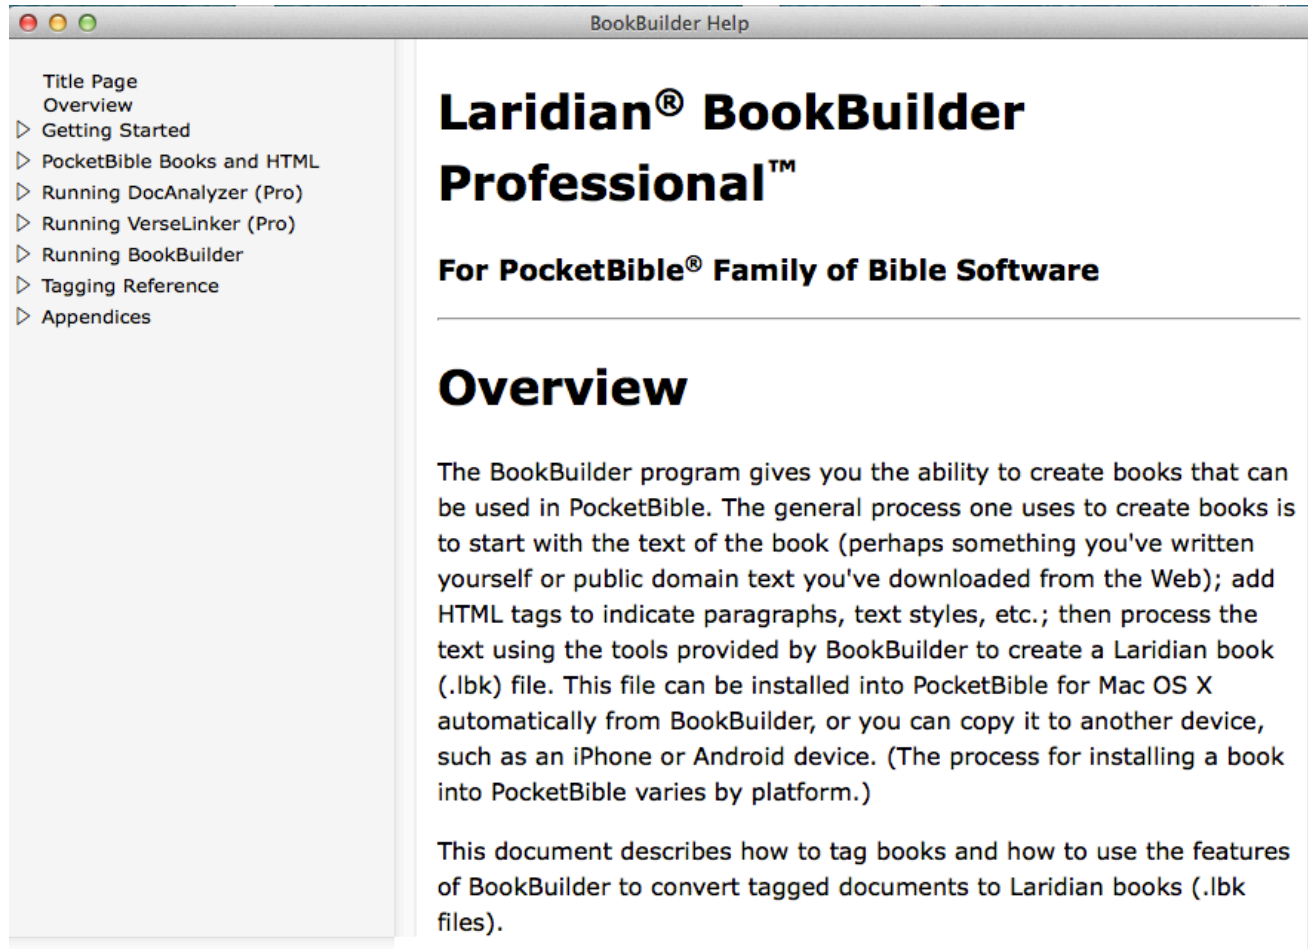 BookBuilder Help
Title Page
Overview
Getting Started
PocketBible Books and HTML
Running DocAnalyzer (Pro)
Running VerseLinker (Pro)
Running BookBuilder
Tagging Reference
Appendices
Laridian® BookBuilder
Professional™
For PocketBible® Family of Bible Software
Overview
The BookBuilder program gives you the ability to create books that can
be used in PocketBible. The general process one uses to create books is
to start with the text of the book (perhaps something you've written
yourself or public domain text you've downloaded from the Web); add
HTML tags to indicate paragraphs, text styles, etc.; then process the
text using the tools provided by BookBuilder to create a Laridian book
(.lbk) file. This file can be installed into PocketBible for Mac OS X
automatically from BookBuilder, or you can copy it to another device,
such as an iPhone or Android device. (The process for installing a book
into PocketBible varies by platform.)
This document describes how to tag books and how to use the features
of BookBuilder to convert tagged documents to Laridian books (.lbk
files).